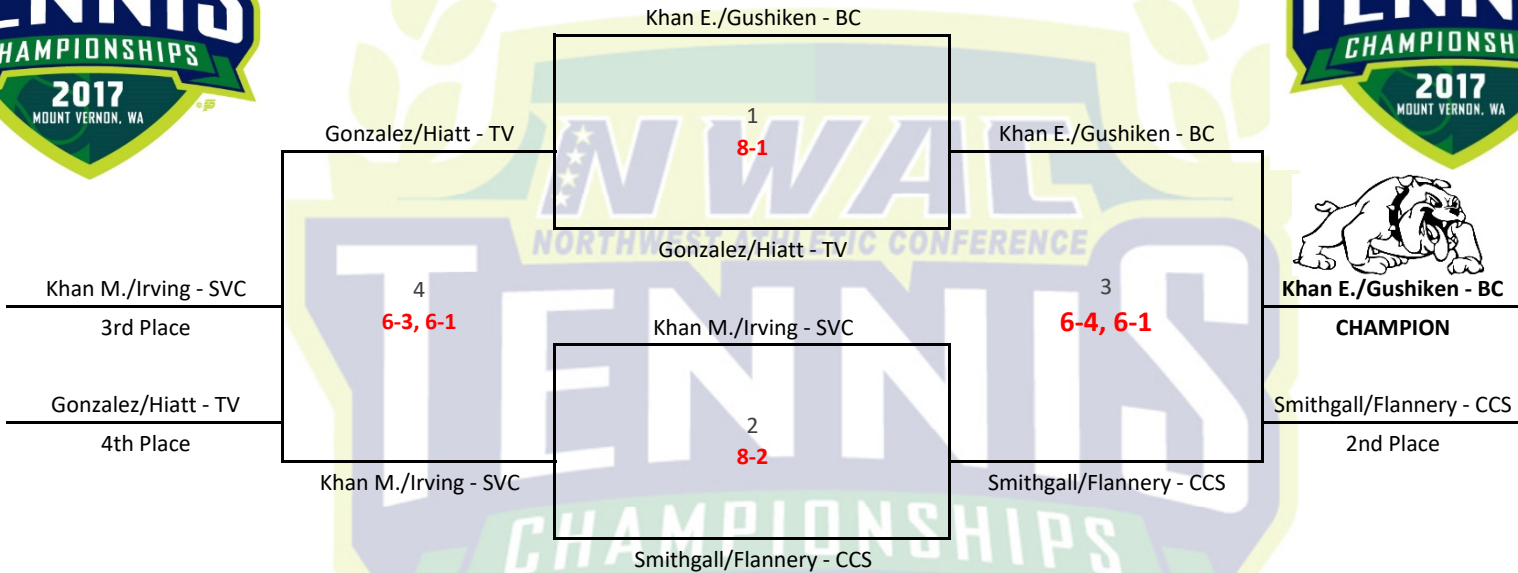 TENNIS
CHAMPIONSHIPS
2017
MOUNT VERNON, WA
TENNIS
CHAMPIONSHIPS
2017
MOUNT VERNON, WA
NWAC
NORTHWEST ATHLETIC CONFERENCE
TENNIS
CHAMPIONSHIPS
Khan E./Gushiken - BC
1
8-1
Gonzalez/Hiatt - TV
Gonzalez/Hiatt - TV
Khan E./Gushiken - BC
Khan M./Irving - SVC
3rd Place
4
6-3, 6-1
Khan M./Irving - SVC
3
6-4, 6-1
Khan E./Gushiken - BC
CHAMPION
Gonzalez/Hiatt - TV
4th Place
2
8-2
Smithgall/Flannery - CCS
2nd Place
Khan M./Irving - SVC
Smithgall/Flannery - CCS
Smithgall/Flannery - CCS